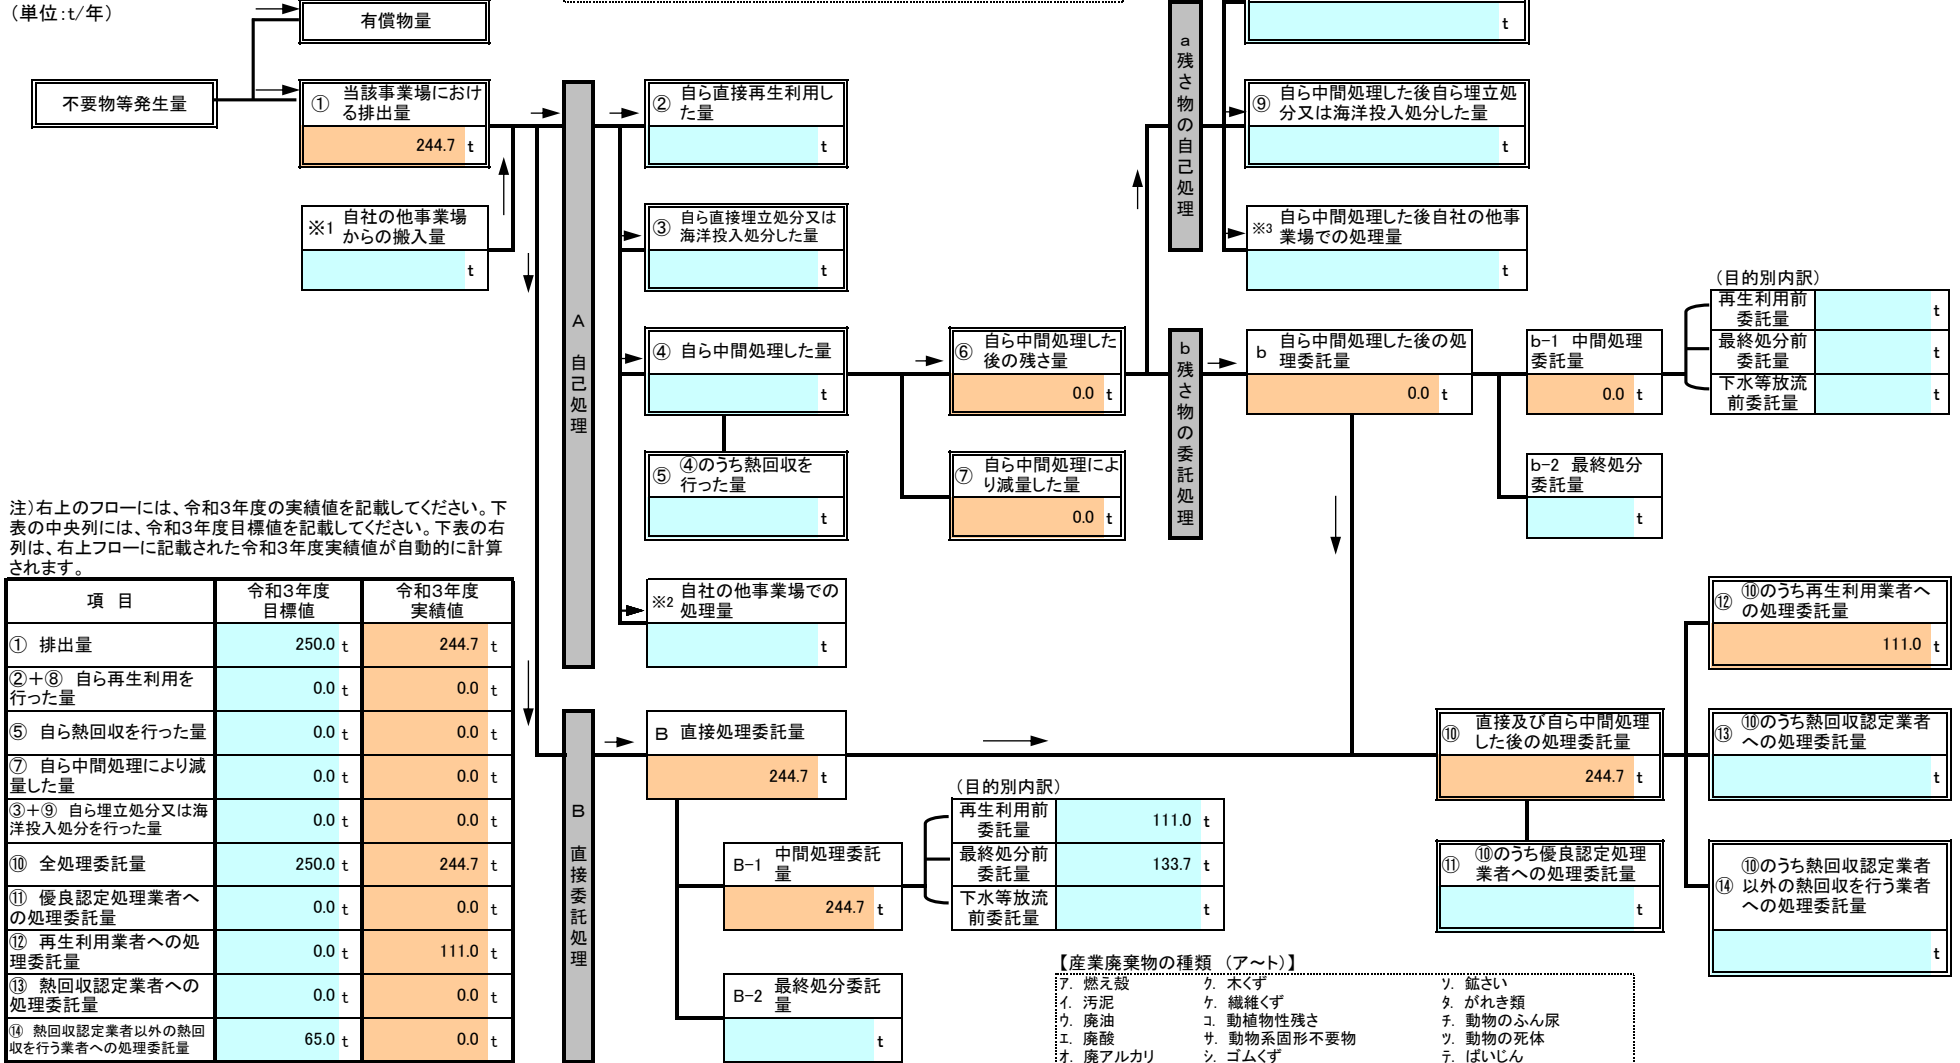 （単位：t/年）
有償物量
不要物等発生量
① 当該事業場におけ
る排出量
244.7 t
※1 自社の他事業場
からの搬入量
t
A 自己処理
② 自ら直接再生利用し
た量
t
③ 自ら直接埋立処分又は
海洋投入処分した量
t
④ 自ら中間処理した量
t
⑤ ④のうち熱回収を
行った量
t
※2 自社の他事業場での
処理量
t
⑥ 自ら中間処理した
後の残さ量
0.0 t
⑦ 自ら中間処理によ
り減量した量
0.0 t
a 残さ物の自己処理
t
⑨ 自ら中間処理した後自ら埋立処
分又は海洋投入処分した量
t
※3 自ら中間処理した後自社の他事
業場での処理量
t
b 残さ物の委託処理
b 自ら中間処理した後の処
理委託量
0.0 t
b-1 中間処理
委託量
0.0 t
b-2 最終処分
委託量
t
（目的別内訳）
再生利用前
委託量
t
最終処分前
委託量
t
下水等放流
前委託量
t
注）右上のフローには、令和3年度の実績値を記載してください。下
表の中央列には、令和3年度目標値を記載してください。下表の右
列は、右上フローに記載された令和3年度実績値が自動的に計算
されます。
項 目
令和3年度
目標値
令和3年度
実績値
① 排出量 250.0 t 244.7 t
②＋⑧ 自ら再生利用を
行った量 0.0 t 0.0 t
⑤ 自ら熱回収を行った量 0.0 t 0.0 t
⑦ 自ら中間処理により減
量した量 0.0 t 0.0 t
③＋⑨ 自ら埋立処分又は海
洋投入処分を行った量 0.0 t 0.0 t
⑩ 全処理委託量 250.0 t 244.7 t
⑪ 優良認定処理業者へ
の処理委託量 0.0 t 0.0 t
⑫ 再生利用業者への処
理委託量 0.0 t 111.0 t
⑬ 熱回収認定業者への
処理委託量 0.0 t 0.0 t
⑭ 熱回収認定業者以外の熱回
収を行う業者への処理委託量 65.0 t 0.0 t
B 直接委託処理
B 直接処理委託量
244.7 t
B-1 中間処理委託
量
244.7 t
B-2 最終処分委託
量
t
（目的別内訳）
再生利用前
委託量
111.0 t
最終処分前
委託量
133.7 t
下水等放流
前委託量
t
⑩ 直接及び自ら中間処理
した後の処理委託量
244.7 t
⑪ ⑩のうち優良認定処理
業者への処理委託量
t
⑫ ⑩のうち再生利用業者へ
の処理委託量
111.0 t
⑬ ⑩のうち熱回収認定業者
への処理委託量
t
⑭ ⑩のうち熱回収認定業者
以外の熱回収を行う業者
への処理委託量
t
【産業廃棄物の種類 （ア～ト）】
ア. 燃え殻 ク. 木くず ソ. 鉱さい
イ. 汚泥 ケ. 繊維くず タ. がれき類
ウ. 廃油 コ. 動植物性残さ チ. 動物のふん尿
エ. 廃酸 サ. 動物系固形不要物 ツ. 動物の死体
オ. 廃アルカリ シ. ゴムくず テ. ばいじん